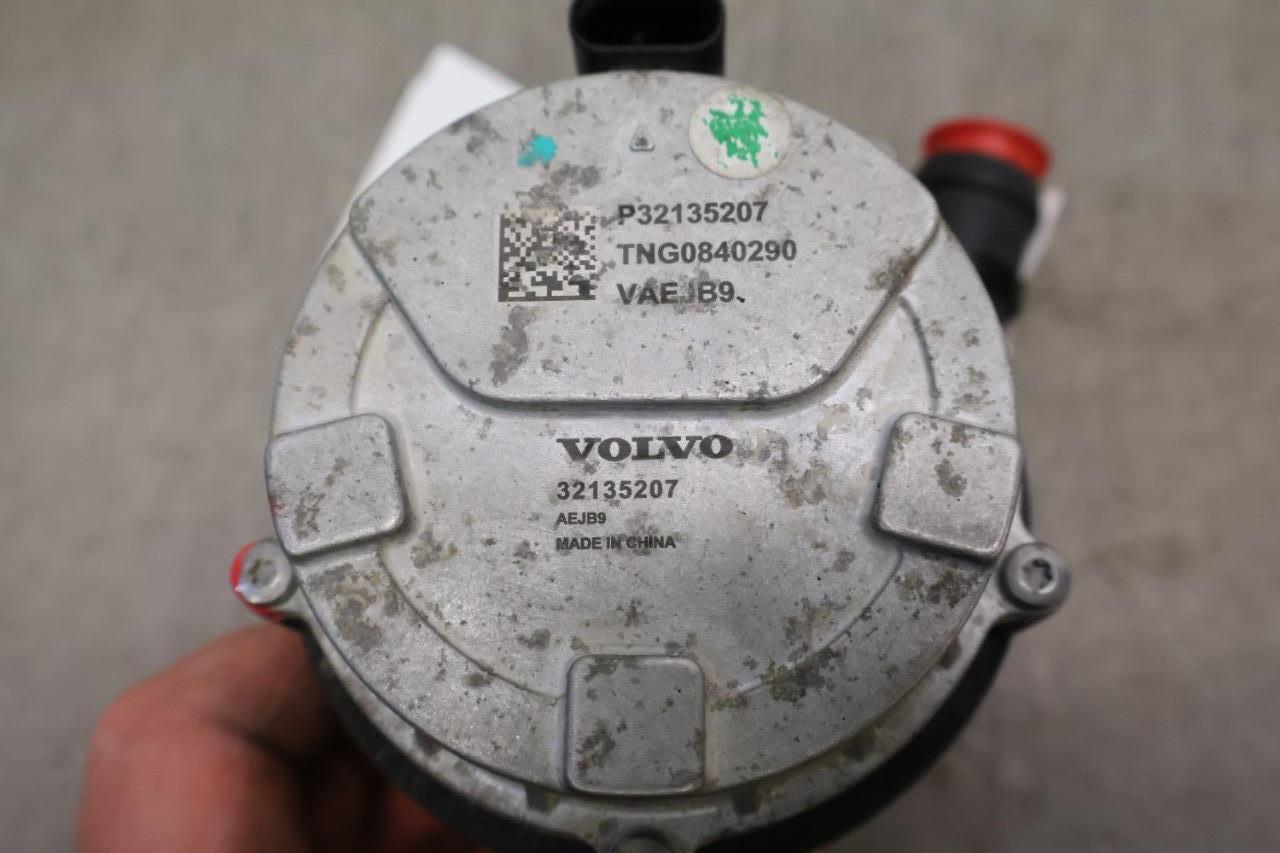 P32135207
TNG0840290
VAEJB9
VOLVO
32135207
AEJB9
MADE IN CHINA